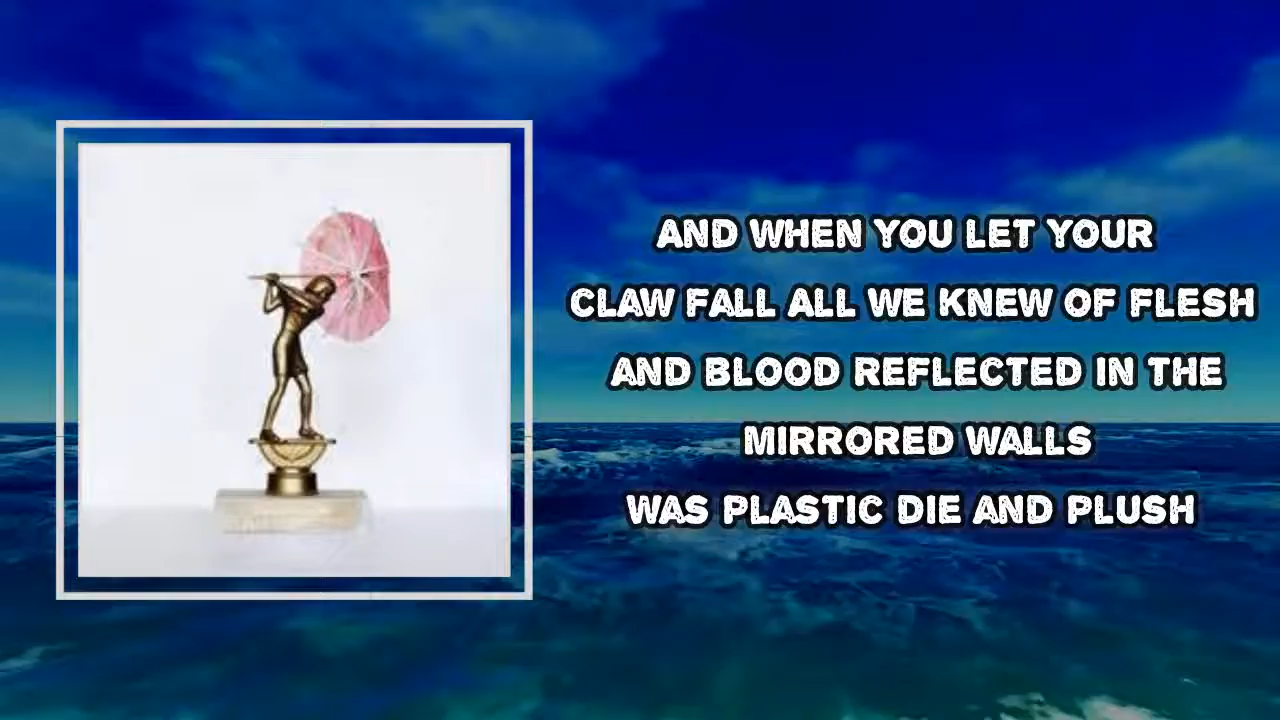 AND WHEN YOU LET YOUR
CLAW FALL ALL WE KNEW OF FLESH
AND BLOOD REFLECTED IN THE
MIRRORED WALLS
WAS PLASTIC DIE AND PLUSH